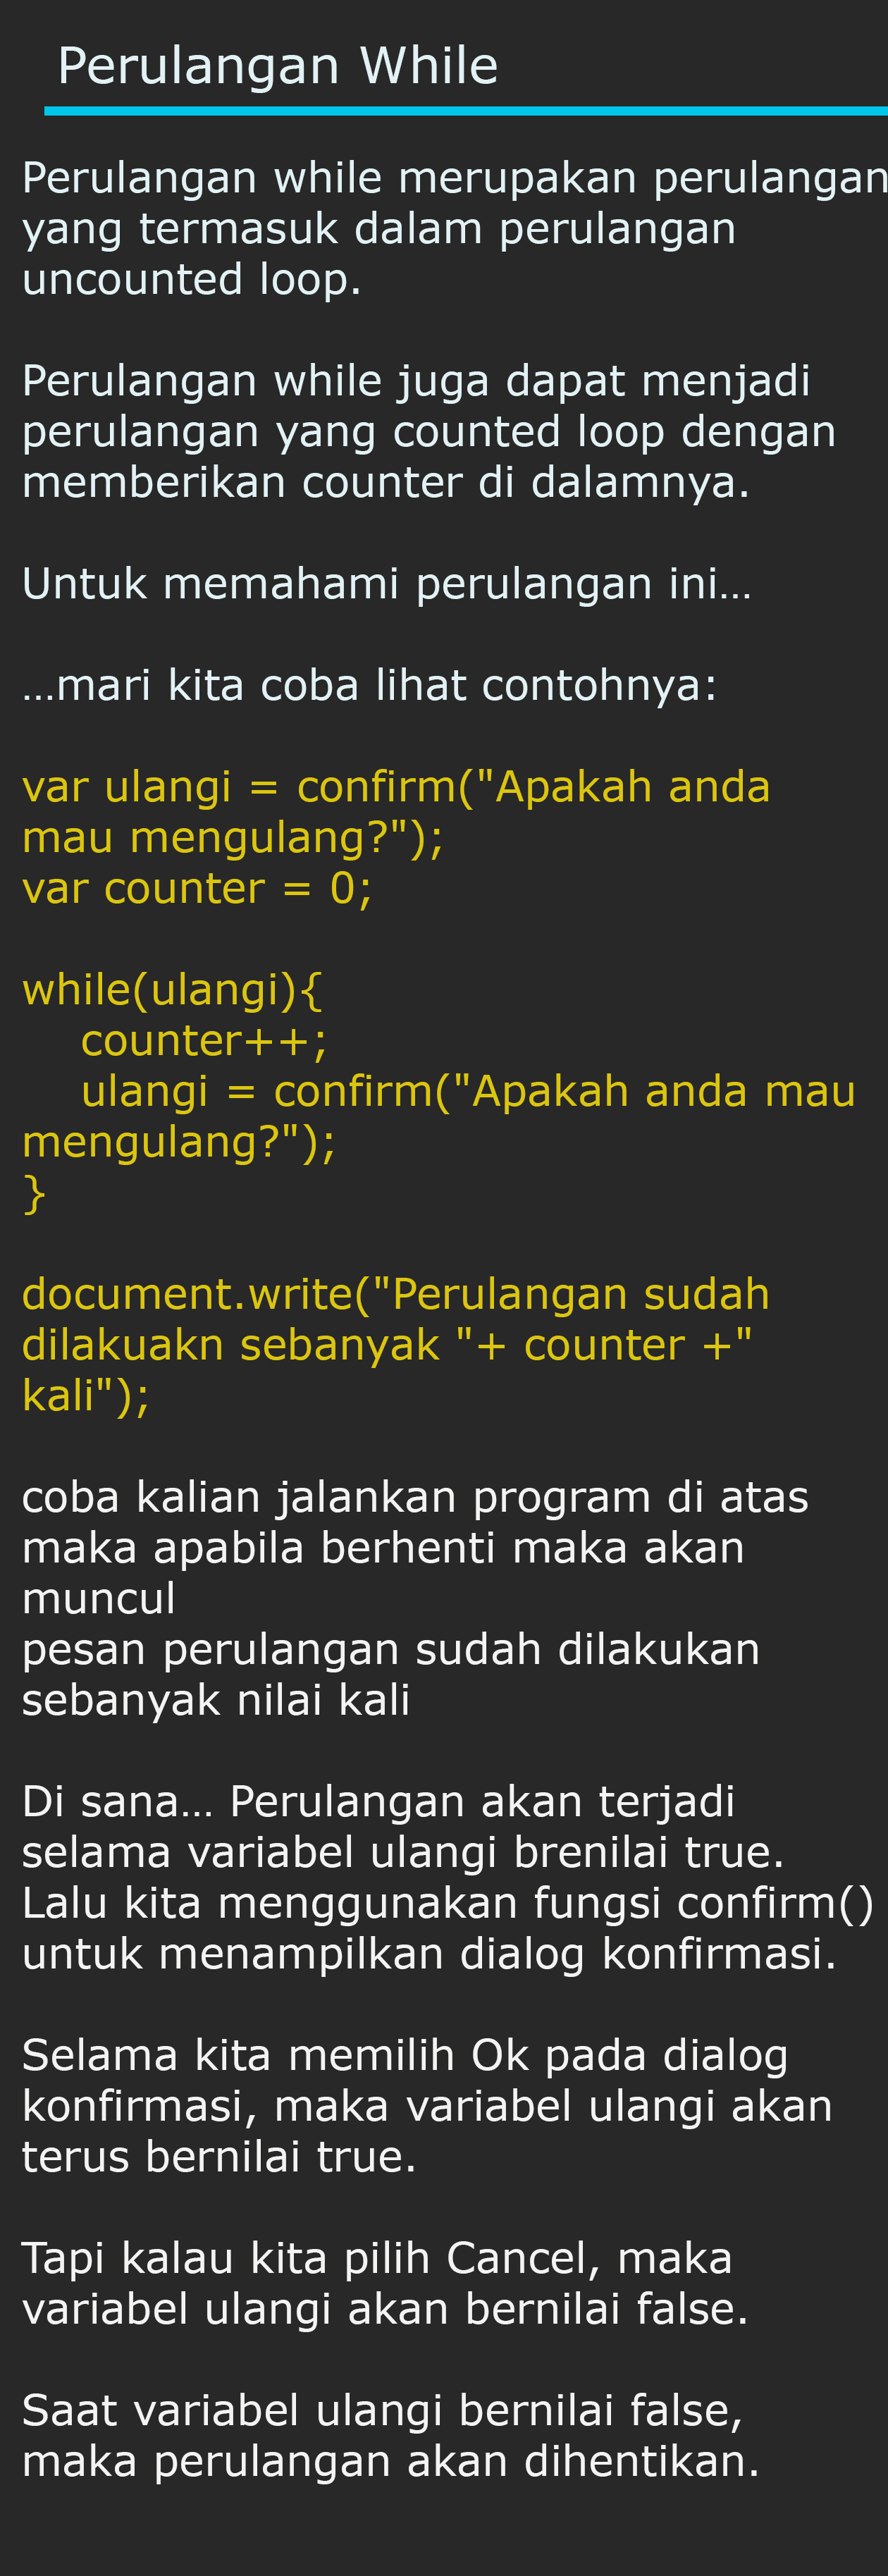 Perulangan While
Perulangan while merupakan perulangan
yang termasuk dalam perulangan
uncounted loop.
Perulangan while juga dapat menjadi
perulangan yang counted loop dengan
memberikan counter di dalamnya.
Untuk memahami perulangan ini…
…mari kita coba lihat contohnya:
var ulangi = confirm("Apakah anda
mau mengulang?");
var counter = 0;
while(ulangi){
counter++;
ulangi = confirm("Apakah anda mau
mengulang?");
}
document.write("Perulangan sudah
dilakuakn sebanyak "+ counter +"
kali");
coba kalian jalankan program di atas
maka apabila berhenti maka akan
muncul
pesan perulangan sudah dilakukan
sebanyak nilai kali
Di sana… Perulangan akan terjadi
selama variabel ulangi brenilai true.
Lalu kita menggunakan fungsi confirm()
untuk menampilkan dialog konfirmasi.
Selama kita memilih Ok pada dialog
konfirmasi, maka variabel ulangi akan
terus bernilai true.
Tapi kalau kita pilih Cancel, maka
variabel ulangi akan bernilai false.
Saat variabel ulangi bernilai false,
maka perulangan akan dihentikan.